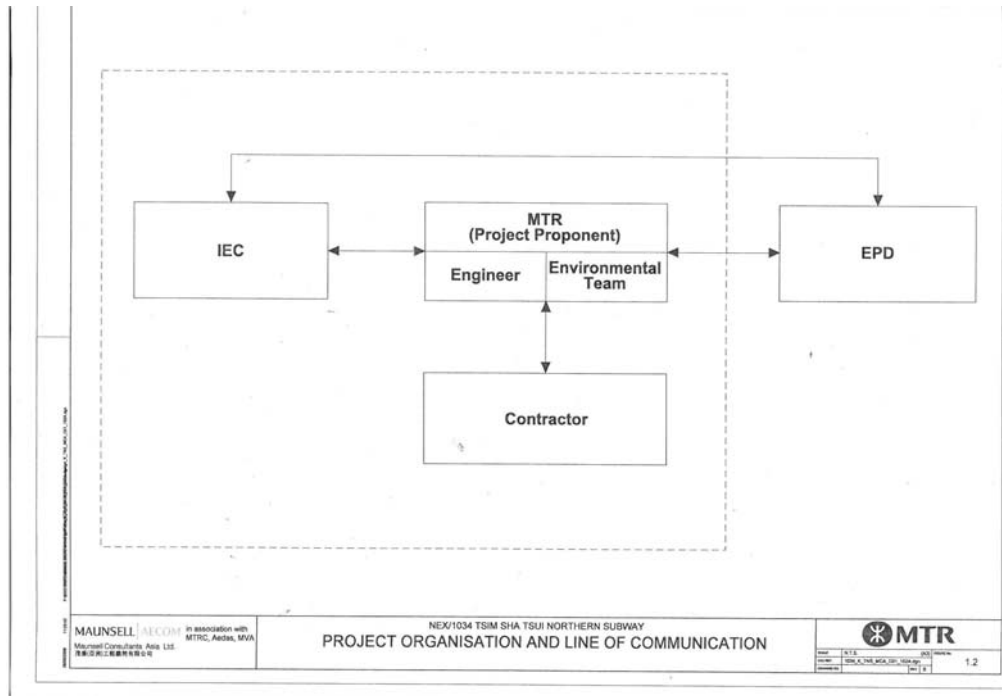 IEC
MTR
(Project Proponent)
Engineer
Environmental
Team
EPD
Contractor
MAUNSELL AECOM
in association with
MTRC, Aedas, MVA
Maunsell Consultants Asia Ltd.
NEX/1034 TSIM SHA TSUI NORTHERN SUBWAY
PROJECT ORGANISATION AND LINE OF COMMUNICATION
MTR
N.T.S.
1.2